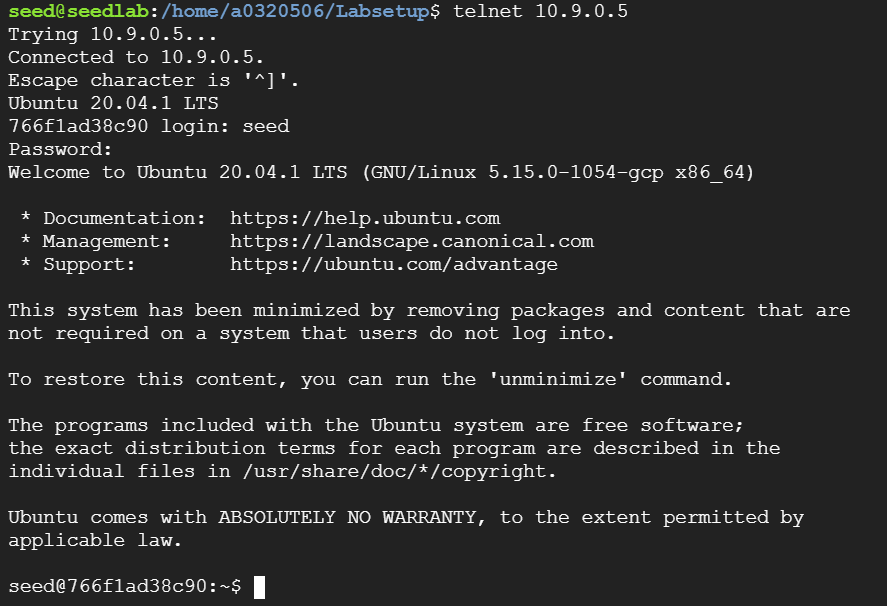 seed@seedlab:/home/a0320506/Labsetup$ telnet 10.9.0.5
Trying 10.9.0.5...
Connected to 10.9.0.5.
Escape character is '^]'.
Ubuntu 20.04.1 LTS
766f1ad38c90 login: seed
Password:
Welcome to Ubuntu 20.04.1 LTS (GNU/Linux 5.15.0-1054-gcp x86_64)

 * Documentation:  https://help.ubuntu.com
 * Management:     https://landscape.canonical.com
 * Support:        https://ubuntu.com/advantage

This system has been minimized by removing packages and content that are
not required on a system that users do not log into.

To restore this content, you can run the 'unminimize' command.

The programs included with the Ubuntu system are free software;
the exact distribution terms for each program are described in the
individual files in /usr/share/doc/*/copyright.

Ubuntu comes with ABSOLUTELY NO WARRANTY, to the extent permitted by
applicable law.

seed@766f1ad38c90:~$